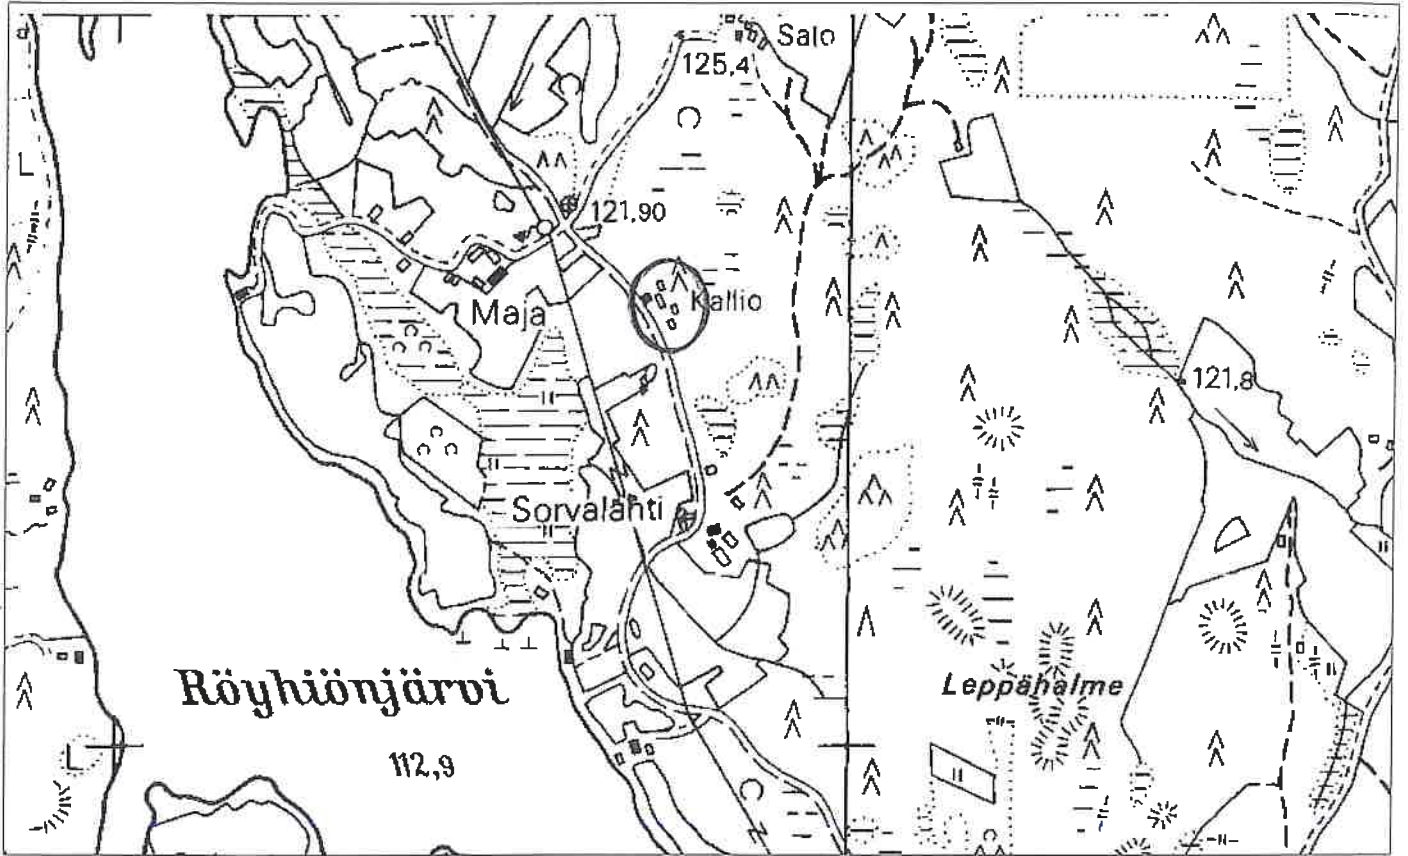 Salo
125,4
L
121,90
Kallio
Maja
121,8
Sorvalahti
Röyhiönjärvi
Leppähalme
112,9
L